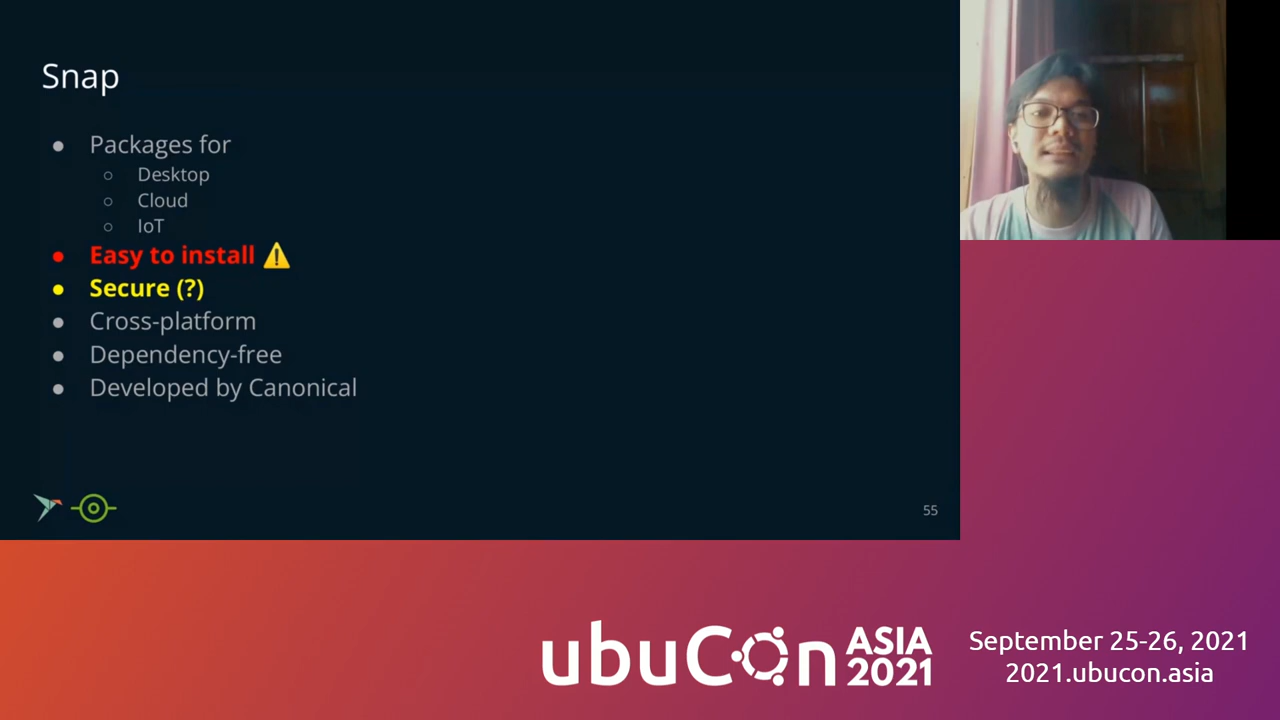 Snap
● Packages for
○ Desktop
○ Cloud
○ IoT
● Easy to install ⚠️
● Secure (?)
● Cross-platform
● Dependency-free
● Developed by Canonical
55
ubuCon ASIA 2021
September 25-26, 2021
2021.ubucon.asia